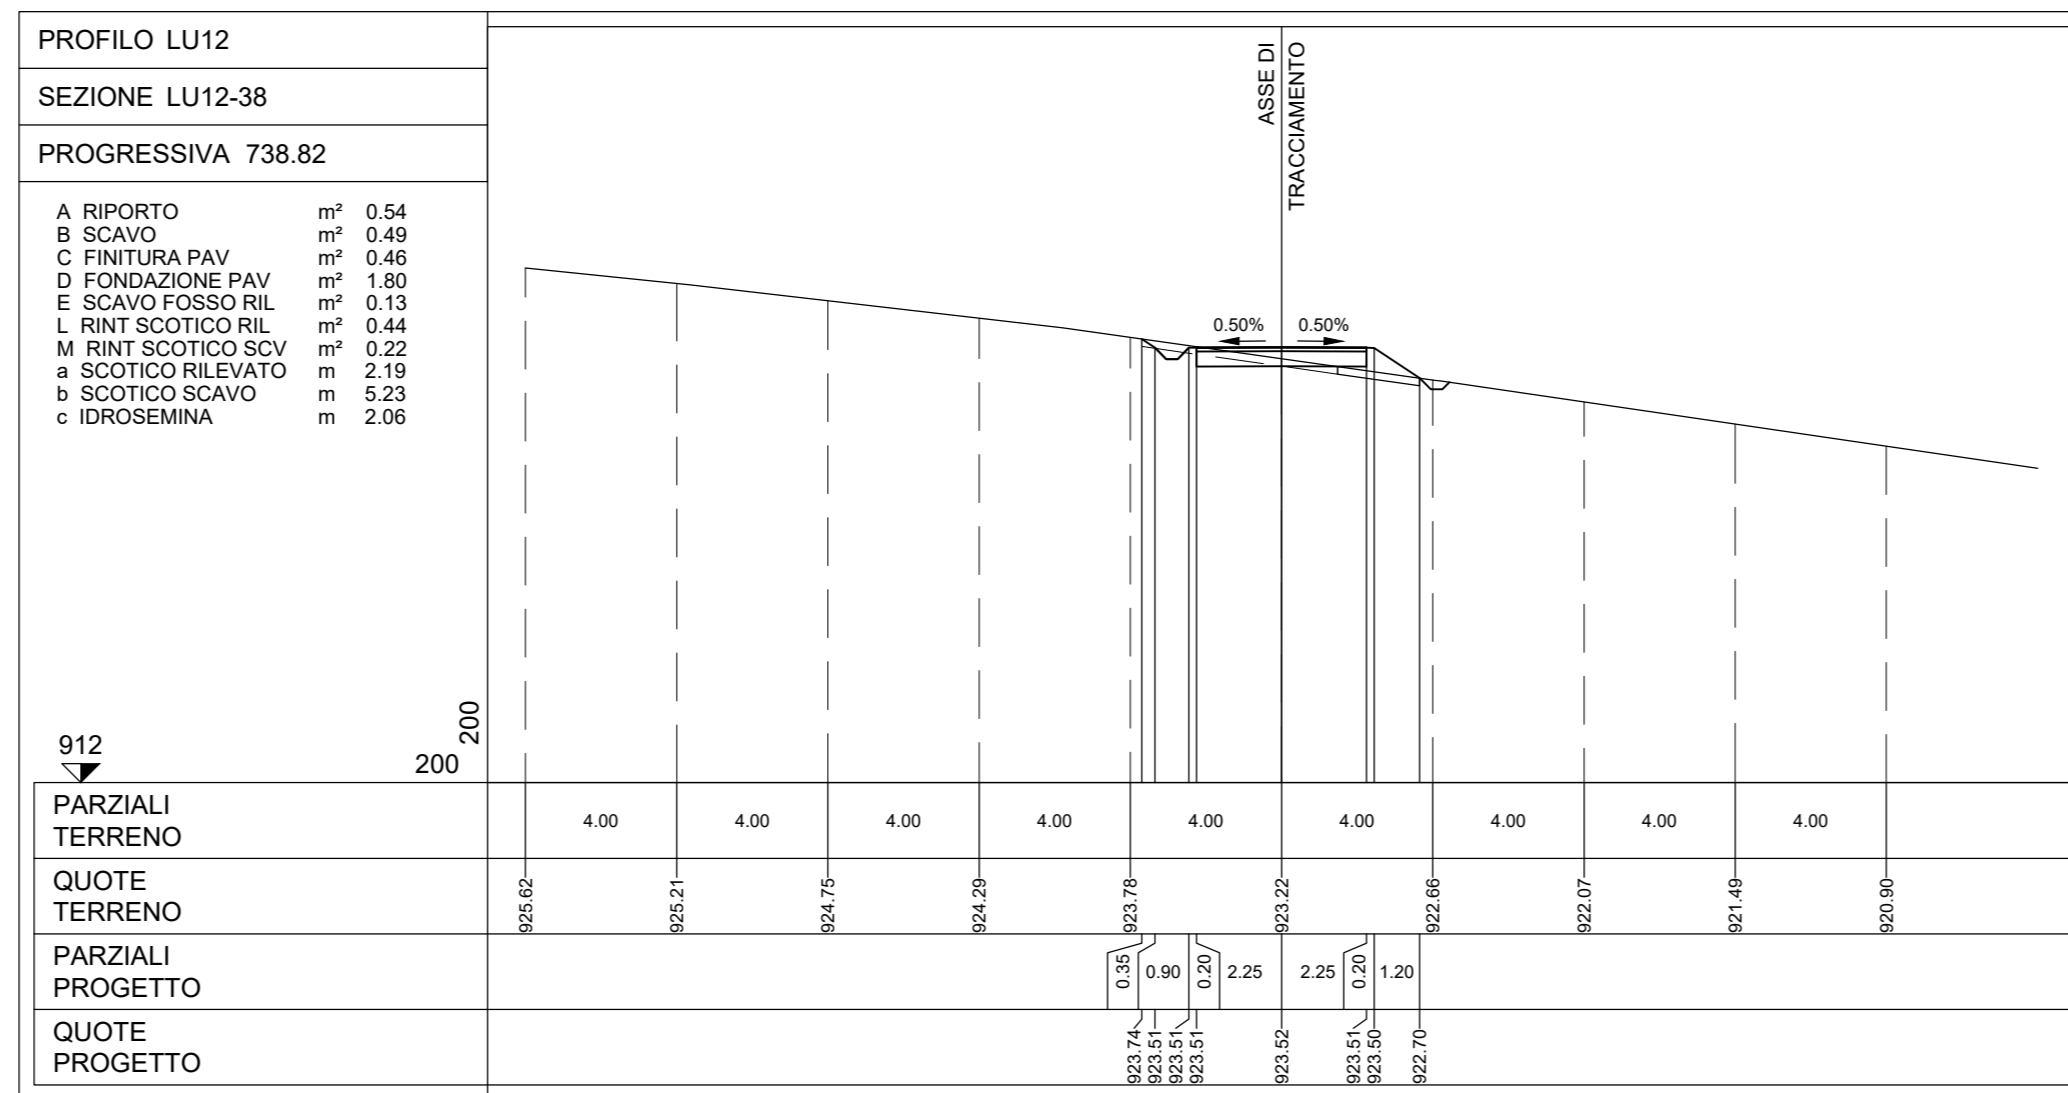 PROFILO LU12
SEZIONE LU12-38
PROGRESSIVA 738.82
A RIPORTO m² 0.54
B SCAVO m² 0.49
C FINITURA PAV m² 0.46
D FONDAZIONE PAV m² 1.80
E SCAVO FOSSO RIL m² 0.13
L RINT SCOTICO RIL m² 0.44
M RINT SCOTICO SCV m² 0.22
a SCOTICO RILEVATO m 2.19
b SCOTICO SCAVO m 5.23
c IDROSEMINA m 2.06
ASSE DI
TRACCIAMENTO
0.50% 0.50%
912
200
200
PARZIALI
TERRENO
4.00 4.00 4.00 4.00 4.00 4.00 4.00 4.00 4.00
QUOTE
TERRENO
925.62 925.21 924.75 924.29 923.78 923.22 922.66 922.07 921.49 920.90
PARZIALI
PROGETTO
0.35 0.90 0.20 2.25 2.25 0.20 1.20
QUOTE
PROGETTO
923.74 923.51 923.51 923.51 923.52 923.51 923.50 922.70